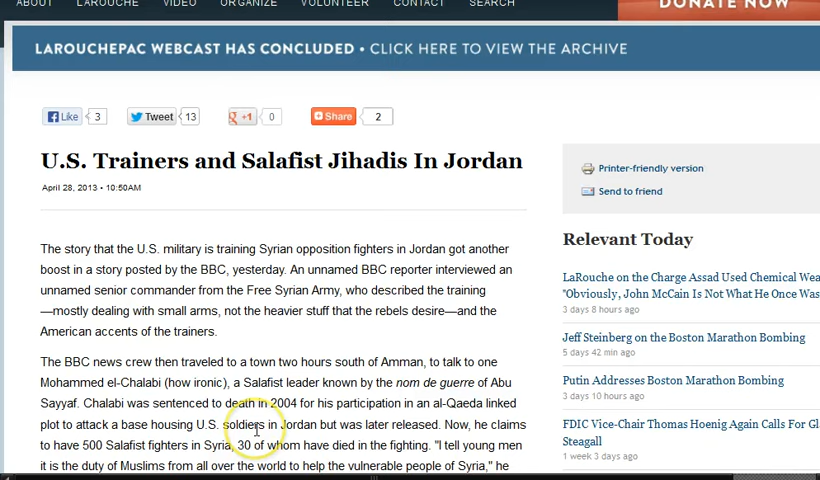 ABOUT LAROUCHE VIDEO ORGANIZE VOLUNTEER CONTACT SEARCH
DONATE NOW
LAROUCHEPAC WEBCAST HAS CONCLUDED • CLICK HERE TO VIEW THE ARCHIVE
Like 3 Tweet 13 +1 0 Share 2
U.S. Trainers and Salafist Jihadis In Jordan
April 28, 2013 • 10:50AM
The story that the U.S. military is training Syrian opposition fighters in Jordan got another
boost in a story posted by the BBC, yesterday. An unnamed BBC reporter interviewed an
unnamed senior commander from the Free Syrian Army, who described the training
—mostly dealing with small arms, not the heavier stuff that the rebels desire—and the
American accents of the trainers.
The BBC news crew then traveled to a town two hours south of Amman, to talk to one
Mohammed el-Chalabi (how ironic), a Salafist leader known by the nom de guerre of Abu
Sayyaf. Chalabi was sentenced to death in 2004 for his participation in an al-Qaeda linked
plot to attack a base housing U.S. soldiers in Jordan but was later released. Now, he claims
to have 500 Salafist fighters in Syria, 30 of whom have died in the fighting. "I tell young men
it is the duty of Muslims from all over the world to help the vulnerable people of Syria," he
Printer-friendly version
Send to friend
Relevant Today
LaRouche on the Charge Assad Used Chemical Wea
"Obviously, John McCain Is Not What He Once Was
3 days 8 hours ago
Jeff Steinberg on the Boston Marathon Bombing
5 days 42 min ago
Putin Addresses Boston Marathon Bombing
FDIC Vice-Chair Thomas Hoenig Again Calls For Gl
Steagall
1 week 3 days ago